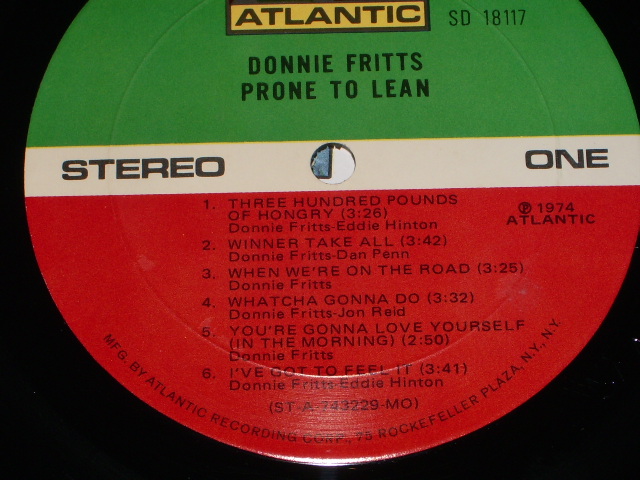 ATLANTIC
SD 18117
DONNIE FRITTS
PRONE TO LEAN
STEREO
ONE
1. THREE HUNDRED POUNDS
OF HONGRY (3:26)
Donnie Fritts-Eddie Hinton
2. WINNER TAKE ALL (3:42)
Donnie Fritts-Dan Penn
3. WHEN WE'RE ON THE ROAD (3:25)
Donnie Fritts
4. WHATCHA GONNA DO (3:32)
Donnie Fritts-Jon Reid
5. YOU'RE GONNA LOVE YOURSELF
(IN THE MORNING) (2:50)
Donnie Fritts
6. I'VE GOT TO FEEL IT (3:41)
Donnie Fritts-Eddie Hinton
(ST-A-743229-MO)
℗ 1974
ATLANTIC
MFG. BY ATLANTIC RECORDING CORP., 75 ROCKEFELLER PLAZA, N.Y., N.Y.